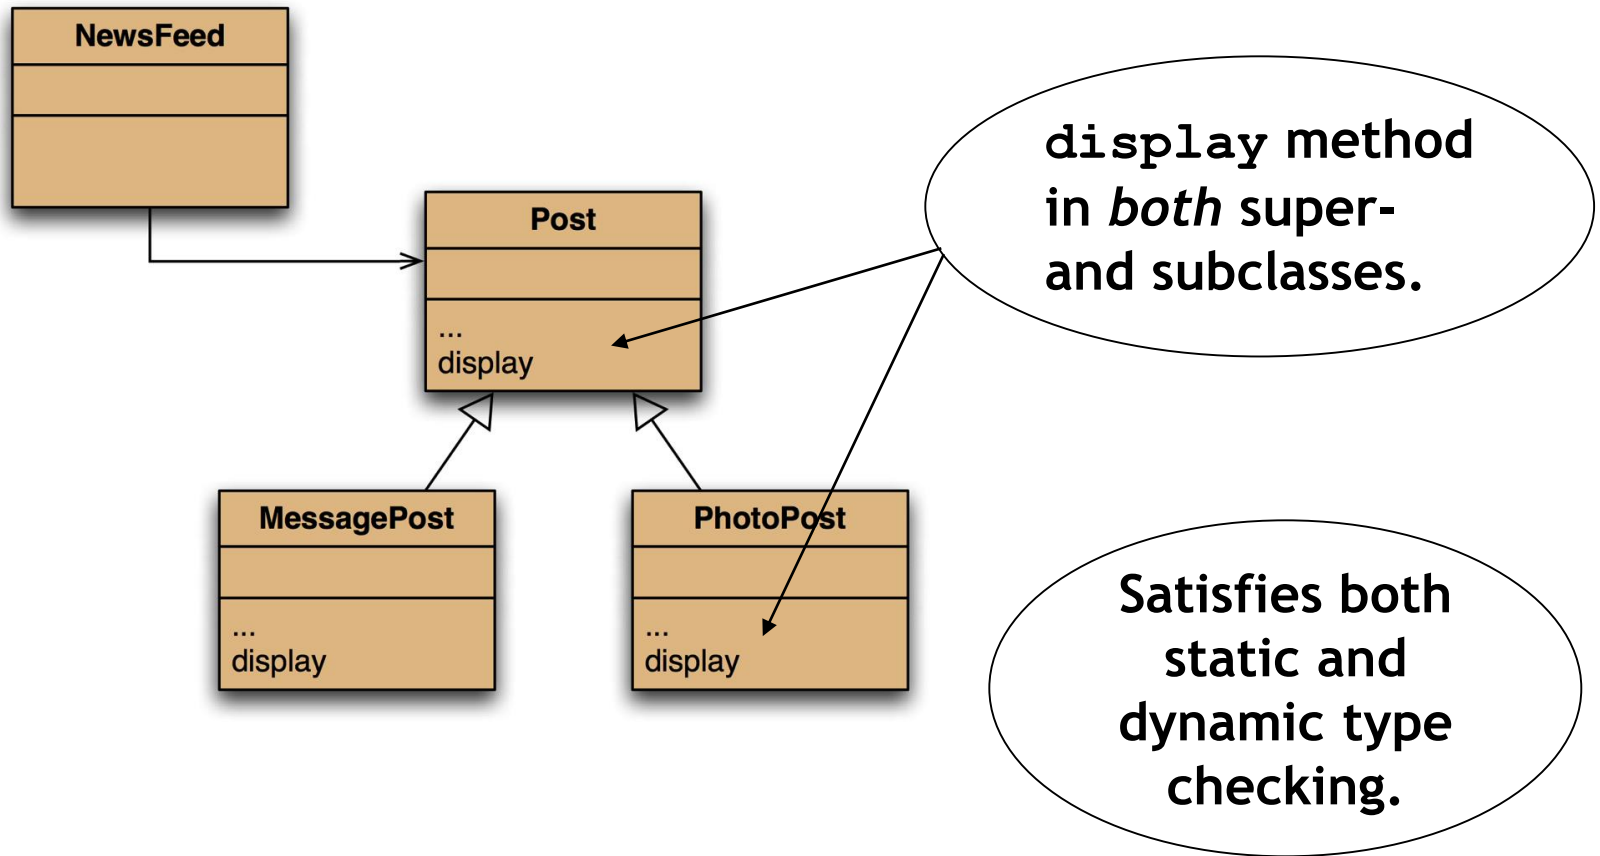 NewsFeed
Post
...
display
MessagePost
...
display
PhotoPost
...
display
display method
in both super-
and subclasses.
Satisfies both
static and
dynamic type
checking.